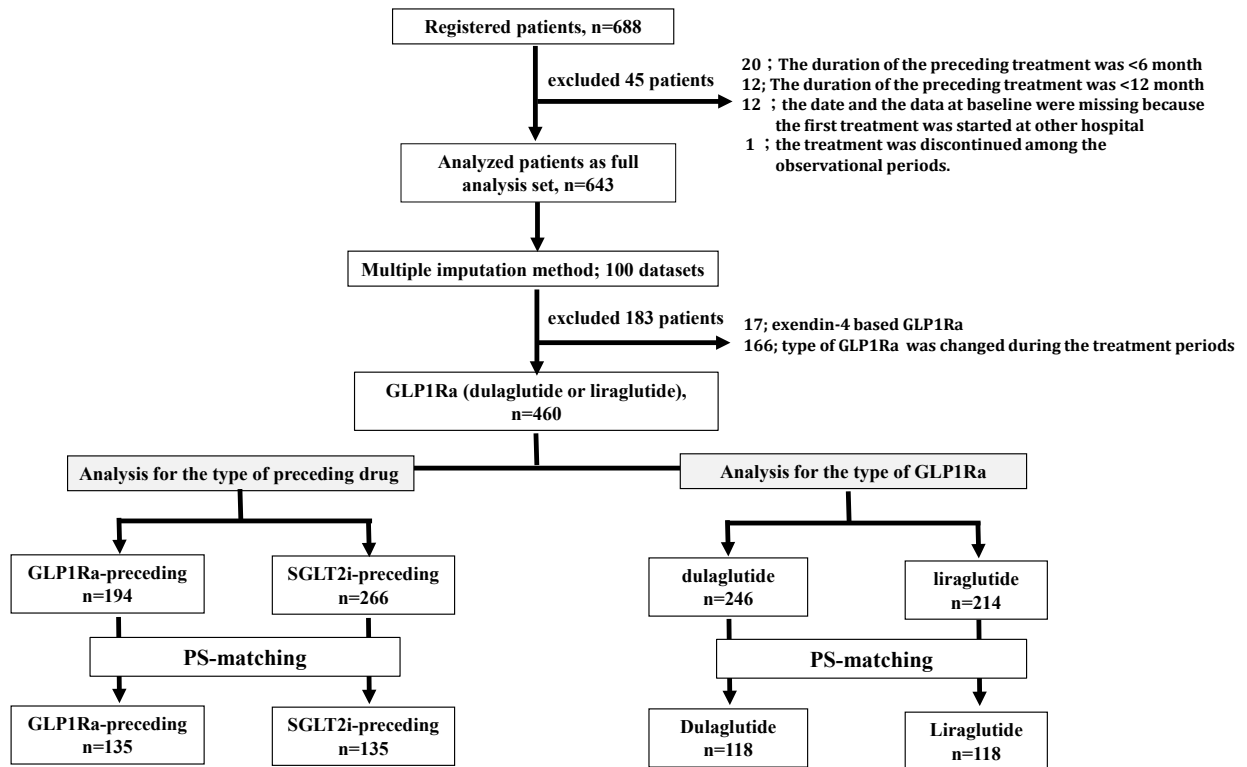 Registered patients, n=688
excluded 45 patients
20；The duration of the preceding treatment was <6 month
12; The duration of the preceding treatment was <12 month
12；the date and the data at baseline were missing because
the first treatment was started at other hospital
1；the treatment was discontinued among the
observational periods.
Analyzed patients as full
analysis set, n=643
Multiple imputation method; 100 datasets
excluded 183 patients
17; exendin-4 based GLP1Ra
166; type of GLP1Ra was changed during the treatment periods
GLP1Ra (dulaglutide or liraglutide),
n=460
Analysis for the type of preceding drug
Analysis for the type of GLP1Ra
GLP1Ra-preceding
n=194
SGLT2i-preceding
n=266
dulaglutide
n=246
liraglutide
n=214
PS-matching
PS-matching
GLP1Ra-preceding
n=135
SGLT2i-preceding
n=135
Dulaglutide
n=118
Liraglutide
n=118